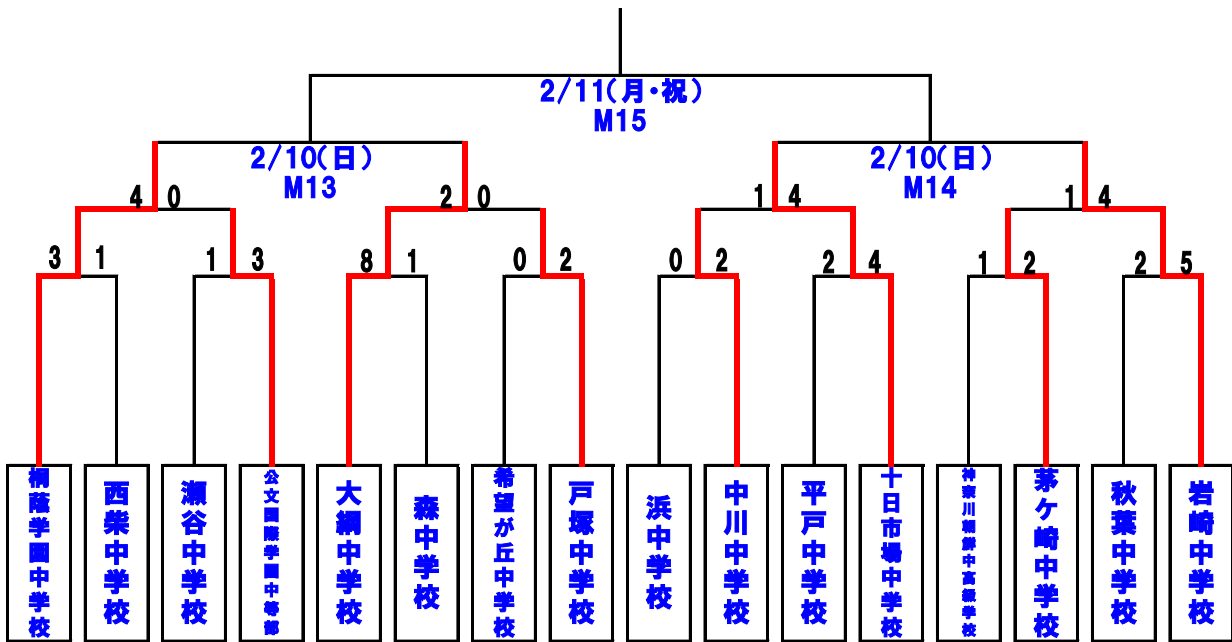 2/11(月・祝)
M15
2/10(日)
M13
2/10(日)
M14
4 0
2 0
1 4
1 4
3 1
1 3
8 1
0 2
0 2
2 4
1 2
2 5
桐蔭学園中学校
西柴中学校
瀬谷中学校
公文国際学園中等部
大綱中学校
森中学校
希望が丘中学校
戸塚中学校
浜中学校
中川中学校
平戸中学校
十日市場中学校
神奈川朝鮮中高級学校
茅ケ崎中学校
秋葉中学校
岩崎中学校